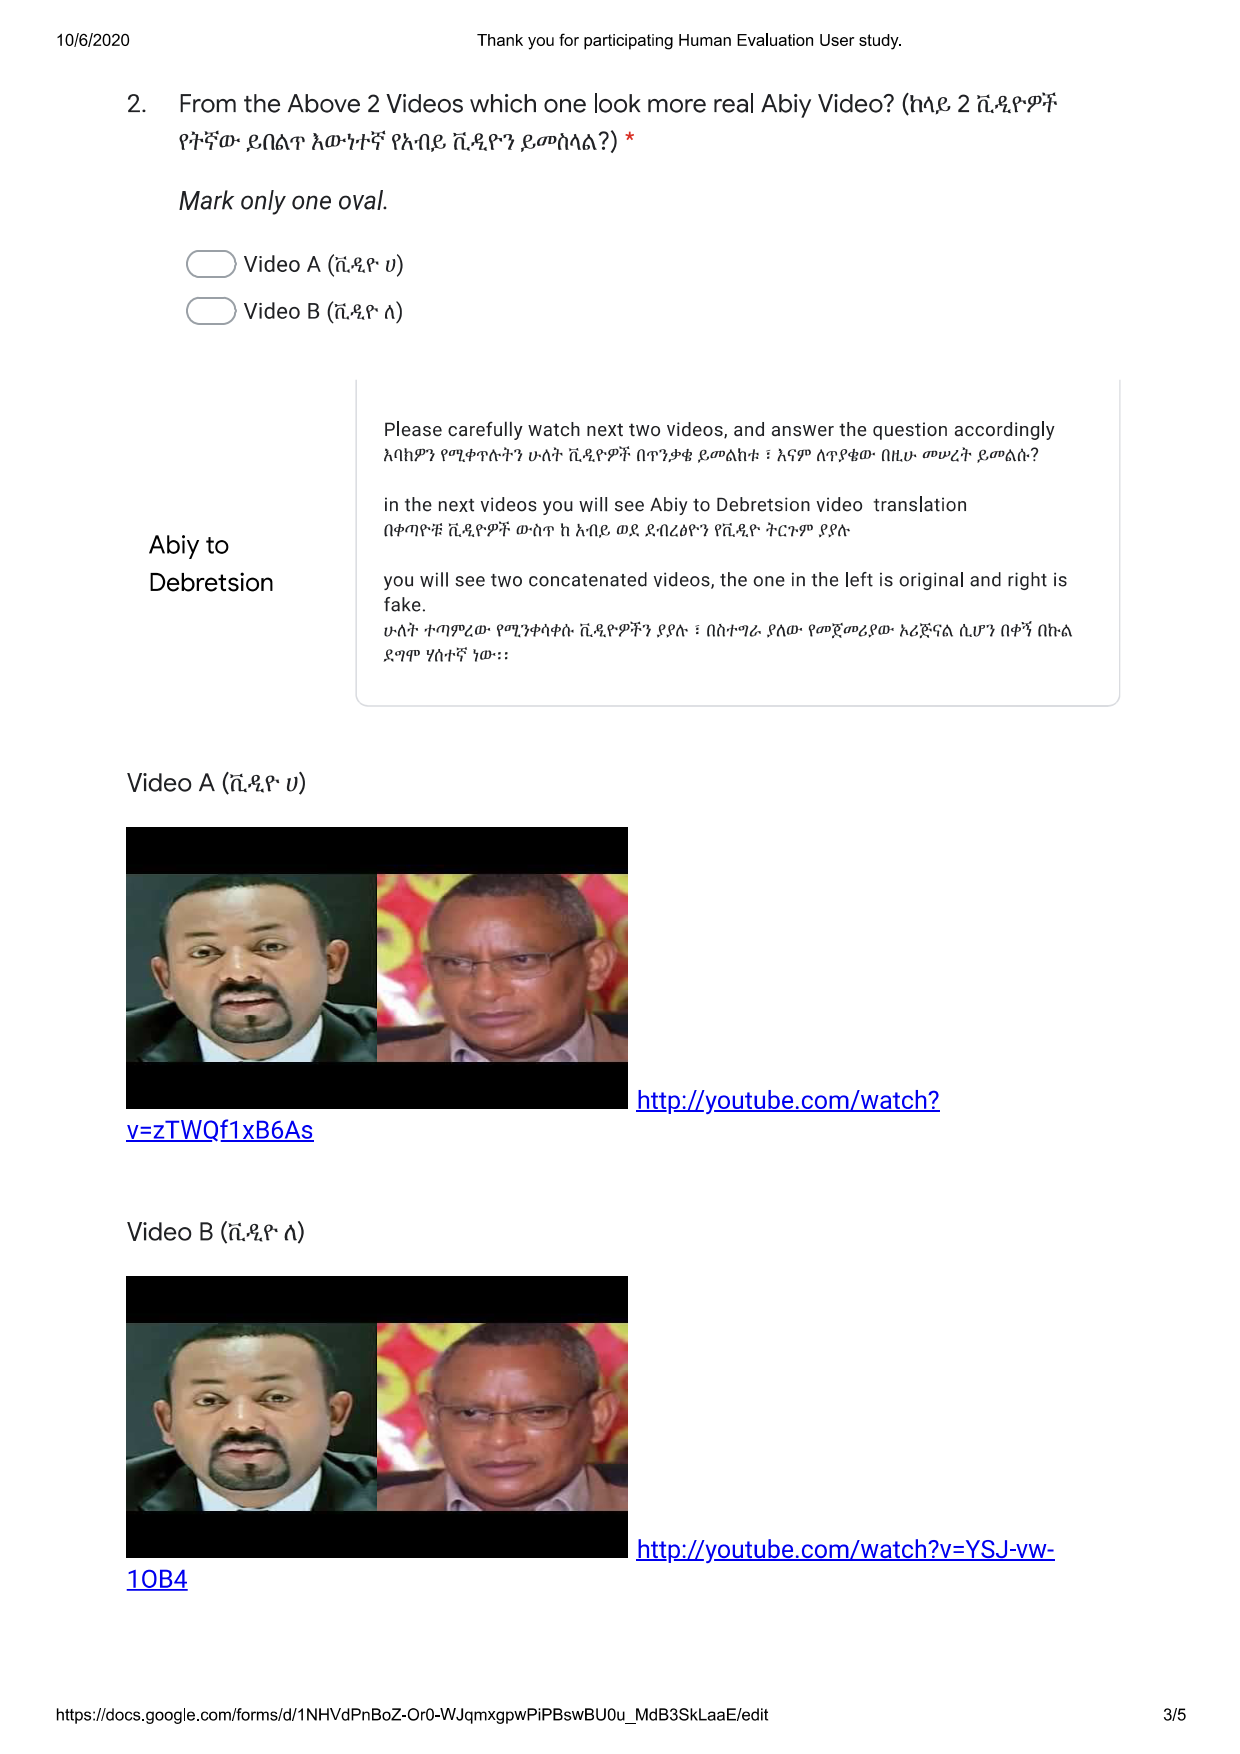 10/6/2020
Thank you for participating Human Evaluation User study.
2. From the Above 2 Videos which one look more real Abiy Video? (ከላይ 2 ቪዲዮዎች
የትኛው ይበልጥ እውነተኛ የአብይ ቪዲዮን ይመስላል?) *
Mark only one oval.
Video A (ቪዲዮ ሀ)
Video B (ቪዲዮ ለ)
Abiy to
Debretsion
Please carefully watch next two videos, and answer the question accordingly
እባክዎን የሚቀጥሉትን ሁለት ቪዲዮዎች በጥንቃቄ ይመልከቱ ፣ እናም ለጥያቄው በዚሁ መሠረት ይመልሱ?
in the next videos you will see Abiy to Debretsion video translation
በቀጣዮቹ ቪዲዮዎች ውስጥ ከ አብይ ወደ ደብረፅዮን የቪዲዮ ትርጉም ያያሉ
you will see two concatenated videos, the one in the left is original and right is
fake.
ሁለት ተጣምረው የሚንቀሳቀሱ ቪዲዮዎችን ያያሉ ፣ በስተግራ ያለው የመጀመሪያው ኦሪጅናል ሲሆን በቀኝ በኩል
ደግሞ ሃሰተኛ ነው፡፡
Video A (ቪዲዮ ሀ)
http://youtube.com/watch?
v=zTWQf1xB6As
Video B (ቪዲዮ ለ)
http://youtube.com/watch?v=YSJ-vw-
1OB4
https://docs.google.com/forms/d/1NHVdPnBoZ-Or0-WJqmxgpwPiPBswBU0u_MdB3SkLaaE/edit
3/5